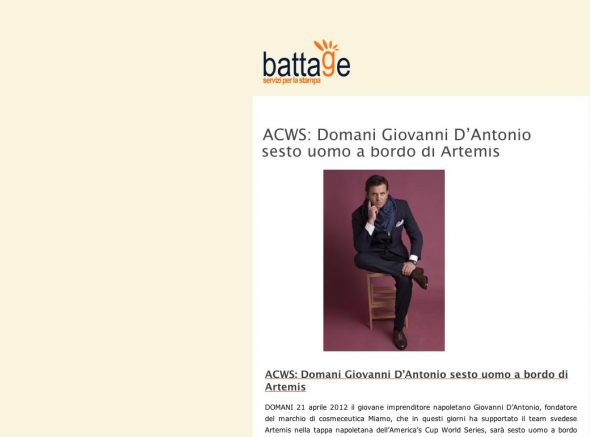 battage
servizi per la stampa
ACWS: Domani Giovanni D’Antonio
sesto uomo a bordo di Artemis
ACWS: Domani Giovanni D’Antonio sesto uomo a bordo di
Artemis
DOMANI 21 aprile 2012 il giovane imprenditore napoletano Giovanni D’Antonio, fondatore
del marchio di cosmeceutica Miamo, che in questi giorni ha supportato il team svedese
Artemis nella tappa napoletana dell’America’s Cup World Series, sarà sesto uomo a bordo